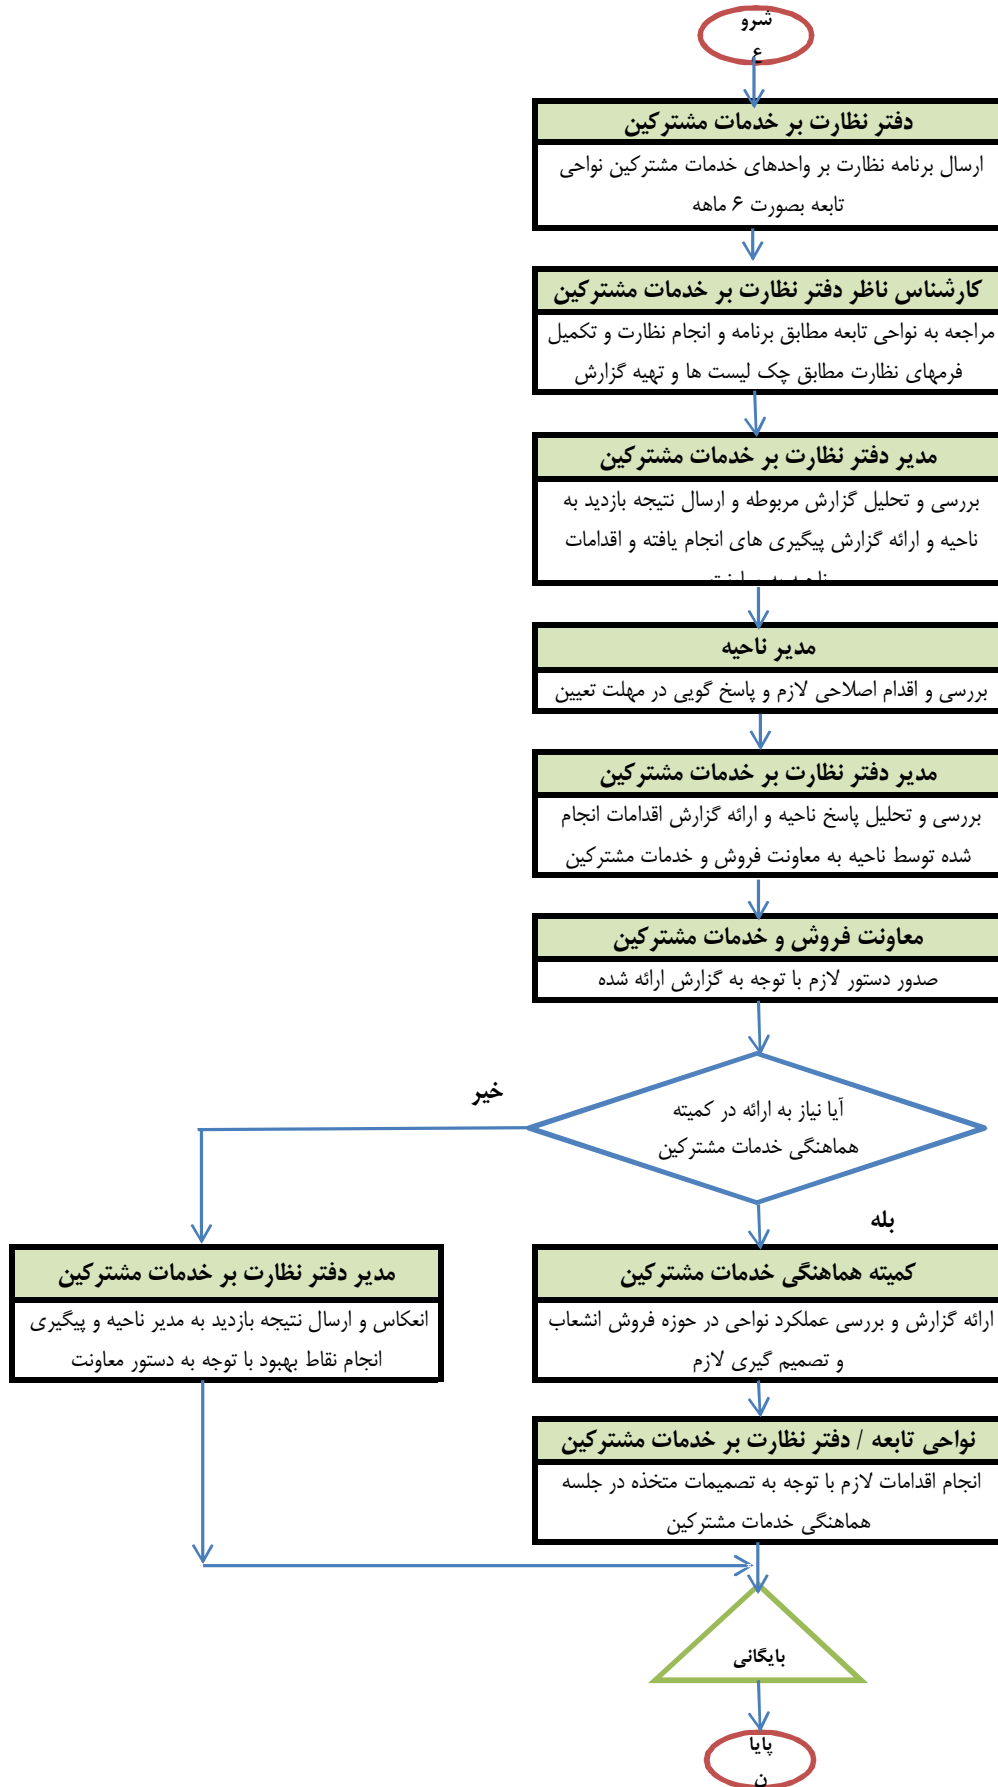 شرو
ع
دفتر نظارت بر خدمات مشترکین
ارسال برنامه نظارت بر واحدهای خدمات مشترکین نواحی
تابعه بصورت ۶ ماهه
کارشناس ناظر دفتر نظارت بر خدمات مشترکین
مراجعه به نواحی تابعه مطابق برنامه و انجام نظارت و تکمیل
فرمهای نظارت مطابق چک لیست ها و تهیه گزارش
مدیر دفتر نظارت بر خدمات مشترکین
بررسی و تحلیل گزارش مربوطه و ارسال نتیجه بازدید به
ناحیه و ارائه گزارش پیگیری های انجام یافته و اقدامات
مدیر ناحیه
بررسی و اقدام اصلاحی لازم و پاسخ گویی در مهلت تعیین
مدیر دفتر نظارت بر خدمات مشترکین
بررسی و تحلیل پاسخ ناحیه و ارائه گزارش اقدامات انجام
شده توسط ناحیه به معاونت فروش و خدمات مشترکین
معاونت فروش و خدمات مشترکین
صدور دستور لازم با توجه به گزارش ارائه شده
خیر
آیا نیاز به ارائه در کمیته
هماهنگی خدمات مشترکین
بله
کمیته هماهنگی خدمات مشترکین
ارائه گزارش و بررسی عملکرد نواحی در حوزه فروش انشعاب
و تصمیم گیری لازم
مدیر دفتر نظارت بر خدمات مشترکین
انعکاس و ارسال نتیجه بازدید به مدیر ناحیه و پیگیری
انجام نقاط بهبود با توجه به دستور معاونت
نواحی تابعه / دفتر نظارت بر خدمات مشترکین
انجام اقدامات لازم با توجه به تصمیمات متخذه در جلسه
هماهنگی خدمات مشترکین
بایگانی
پایا
ن